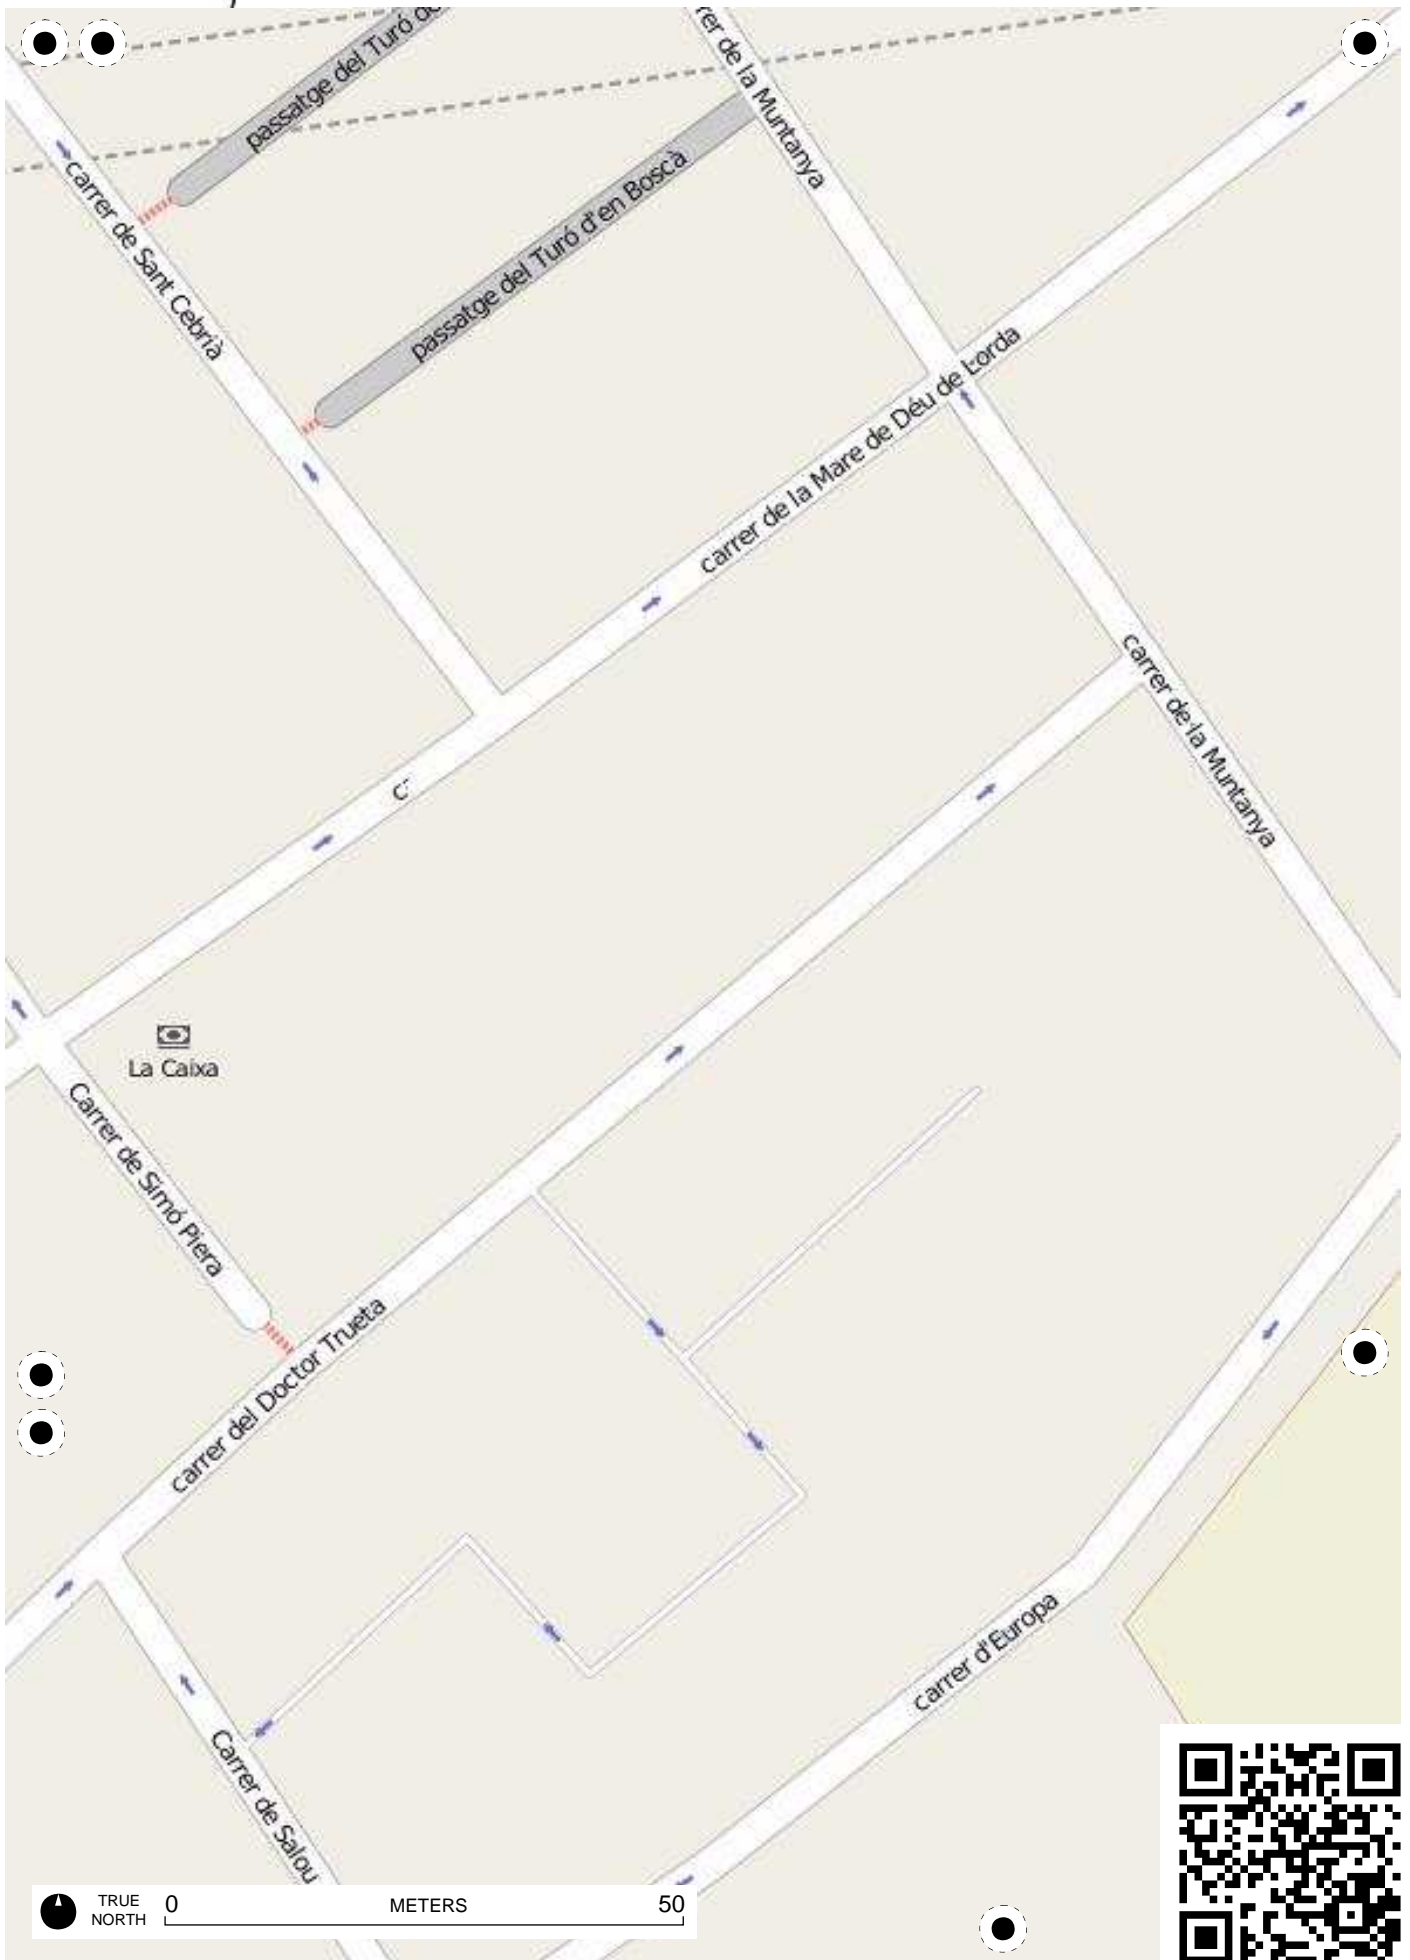 passatge del Turó de
rer de la Muntanya
carrer de Sant Cebrià
passatge del Turó d'en Boscà
carrer de la Mare de Déu de Lorda
carrer de la Muntanya
La Caixa
Carrer de Simó Piera
carrer del Doctor Trueta
carrer d'Europa
Carrer de Salou
TRUE NORTH
0 METERS 50